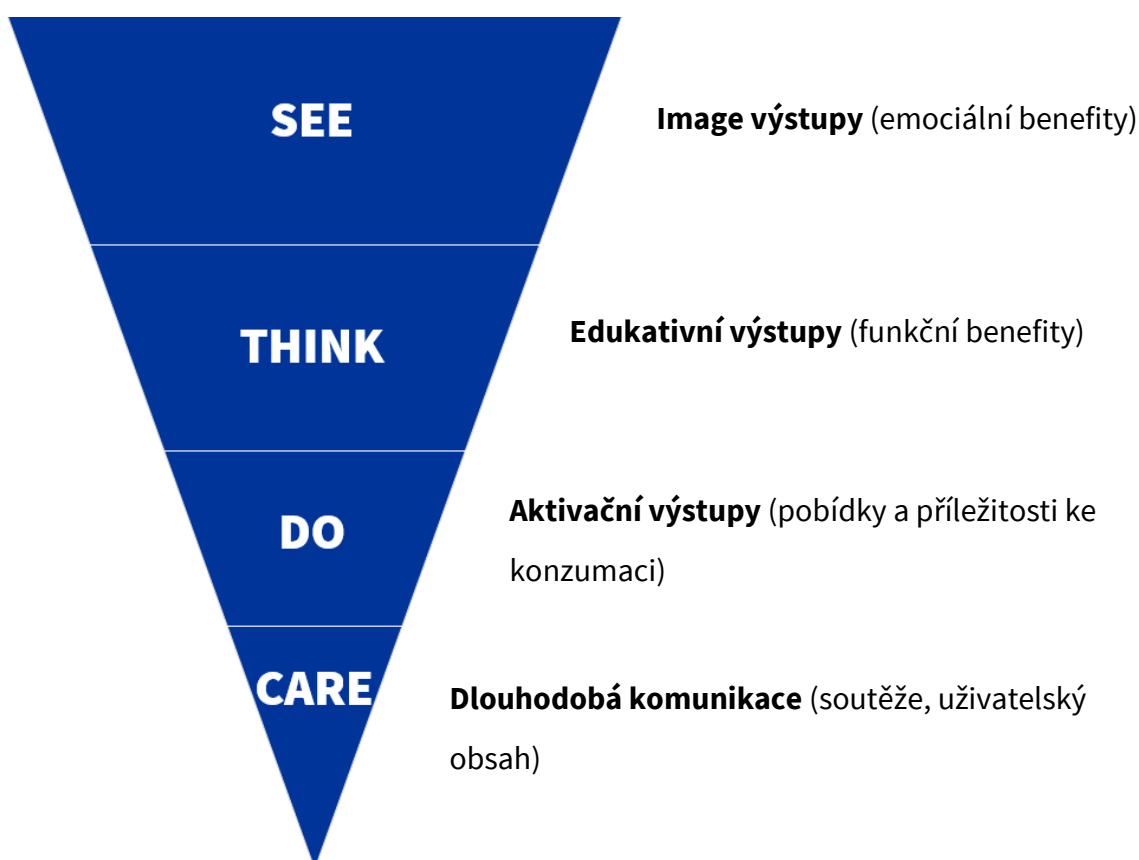 SEE
Image výstupy (emociální benefity)
THINK
Edukativní výstupy (funkční benefity)
DO
Aktivační výstupy (pobídky a příležitosti ke
konzumaci)
CARE
Dlouhodobá komunikace (soutěže, uživatelský
obsah)